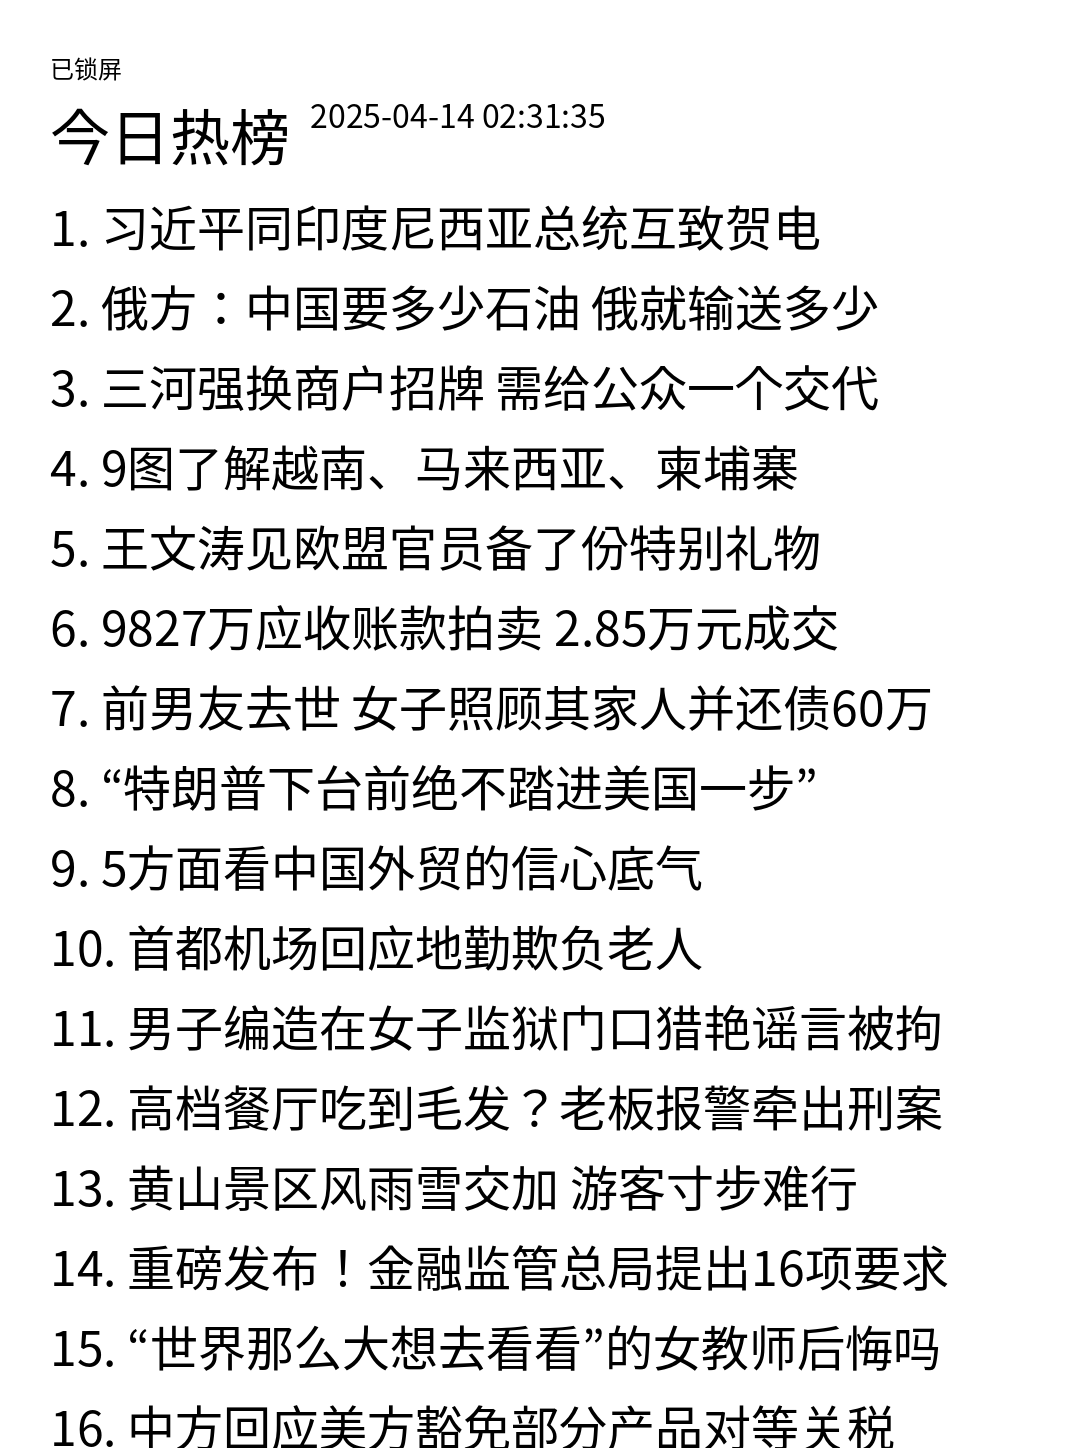 已锁屏
今日热榜 2025-04-14 02:31:35
1. 习近平同印度尼西亚总统互致贺电
2. 俄方：中国要多少石油 俄就输送多少
3. 三河强换商户招牌 需给公众一个交代
4. 9图了解越南、马来西亚、柬埔寨
5. 王文涛见欧盟官员备了份特别礼物
6. 9827万应收账款拍卖 2.85万元成交
7. 前男友去世 女子照顾其家人并还债60万
8. “特朗普下台前绝不踏进美国一步”
9. 5方面看中国外贸的信心底气
10. 首都机场回应地勤欺负老人
11. 男子编造在女子监狱门口猎艳谣言被拘
12. 高档餐厅吃到毛发？老板报警牵出刑案
13. 黄山景区风雨雪交加 游客寸步难行
14. 重磅发布！金融监管总局提出16项要求
15. “世界那么大想去看看”的女教师后悔吗
16. 中方回应美方豁免部分产品对等关税